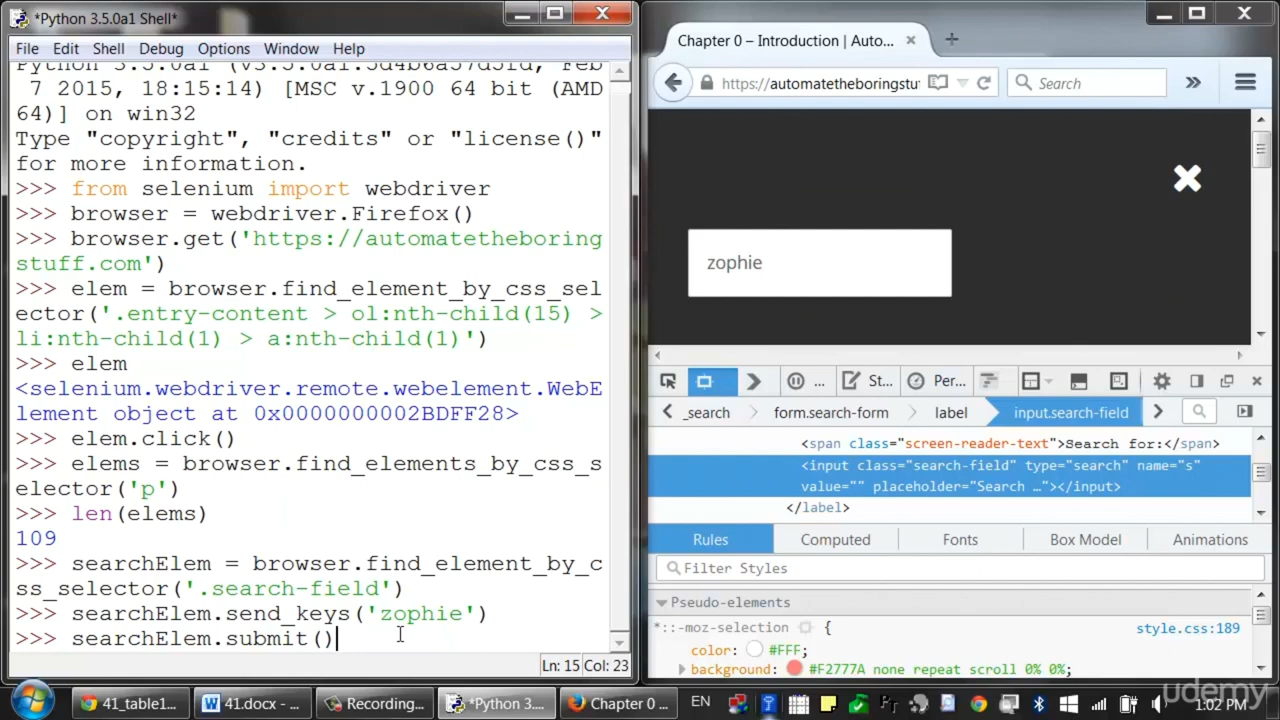 *Python 3.5.0a1 Shell*
File Edit Shell Debug Options Window Help
Python 3.5.0a1 (v3.5.0a1:5d4b6a57d5fd, Feb
7 2015, 18:15:14) [MSC v.1900 64 bit (AMD
64)] on win32
Type "copyright", "credits" or "license()"
for more information.
>>> from selenium import webdriver
>>> browser = webdriver.Firefox()
>>> browser.get('https://automatetheboring
stuff.com')
>>> elem = browser.find_element_by_css_sel
ector('.entry-content > ol:nth-child(15) >
li:nth-child(1) > a:nth-child(1)')
>>> elem
<selenium.webdriver.remote.webelement.WebE
lement object at 0x0000000002BDFF28>
>>> elem.click()
>>> elems = browser.find_elements_by_css_s
elector('p')
>>> len(elems)
109
>>> searchElem = browser.find_element_by_c
ss_selector('.search-field')
>>> searchElem.send_keys('zophie')
>>> searchElem.submit()
Ln: 15 Col: 23
Chapter 0 – Introduction | Auto...
https://automatetheboringstu
Search
zophie
... St... Per...
_search form.search-form label input.search-field
<span class="screen-reader-text">Search for:</span>
<input class="search-field" type="search" name="s"
value="" placeholder="Search …"></input>
</label>
Rules Computed Fonts Box Model Animations
Filter Styles
Pseudo-elements
*::-moz-selection {
style.css:189
color: #FFF;
background: #F2777A none repeat scroll 0% 0%;
41_table1... 41.docx - ... Recording... *Python 3.... Chapter 0 ... EN 1:02 PM
udemy